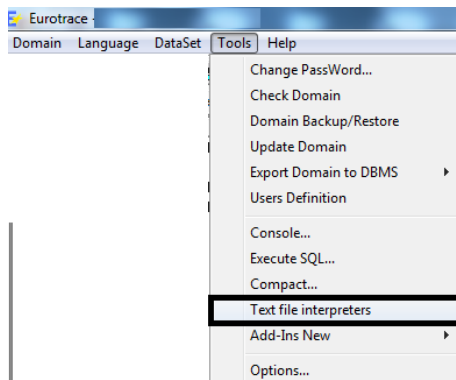 Eurotrace -
Domain Language DataSet Tools Help
Change PassWord...
Check Domain
Domain Backup/Restore
Update Domain
Export Domain to DBMS
Users Definition
Console...
Execute SQL...
Compact...
Text file interpreters
Add-Ins New
Options...